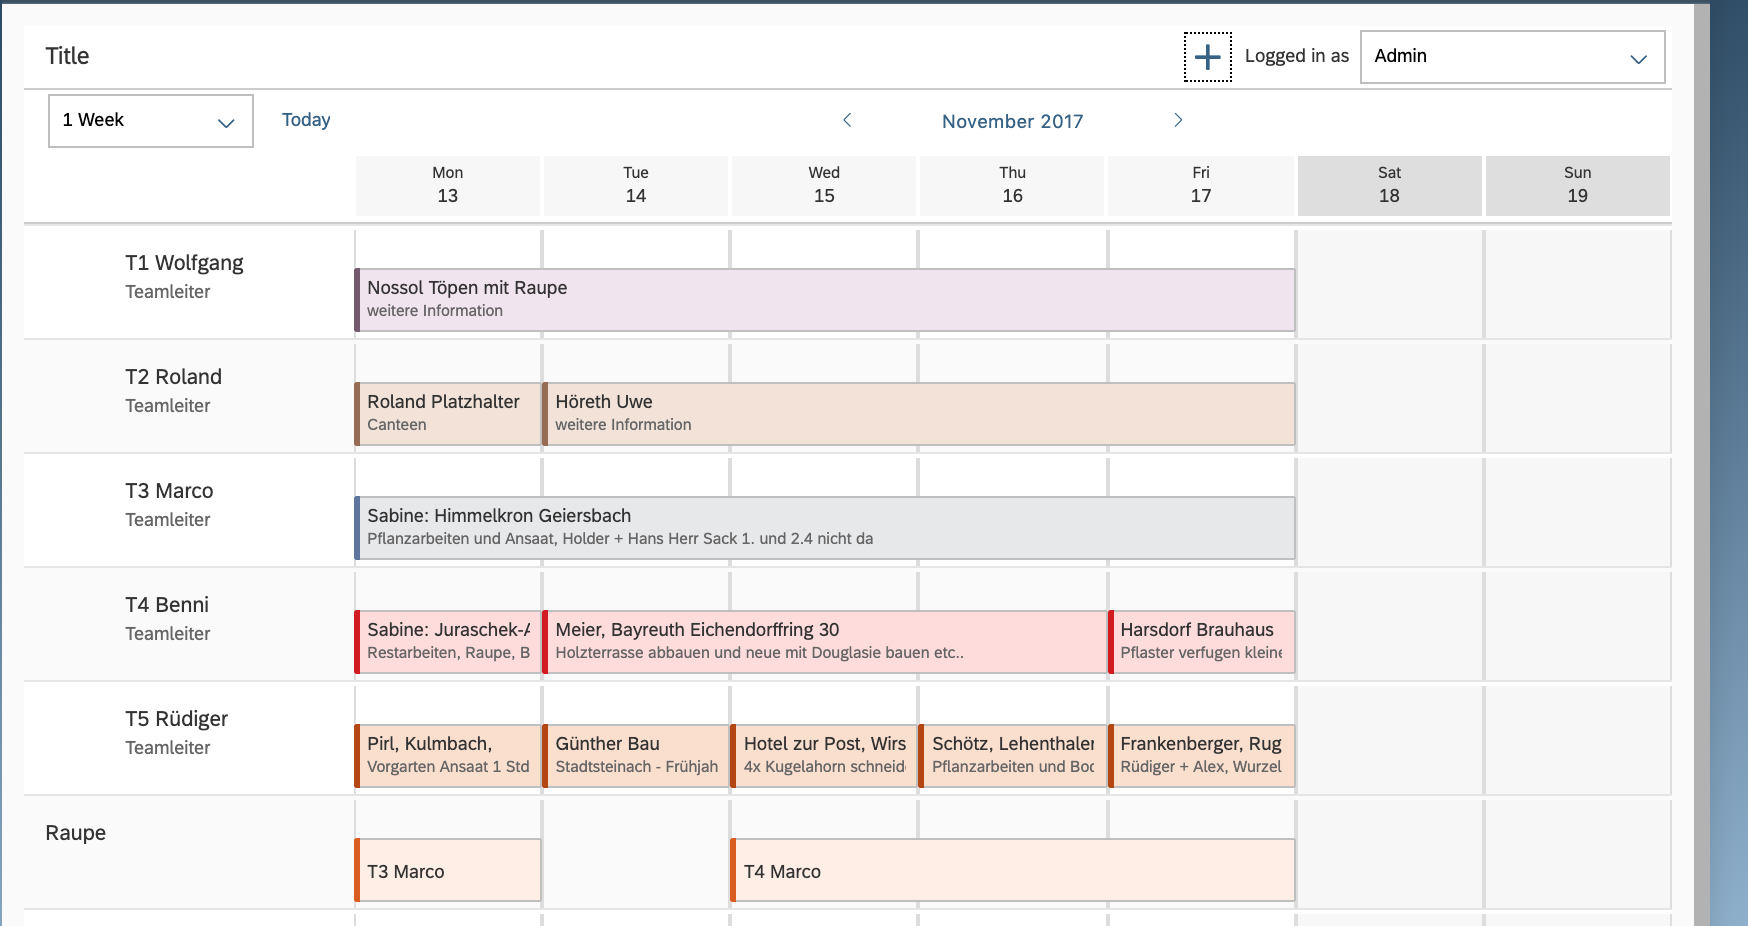 Title
Logged in as
Admin
1 Week
Today
November 2017
Mon Tue Wed Thu Fri Sat Sun
13 14 15 16 17 18 19
T1 Wolfgang
Teamleiter
Nossol Töpen mit Raupe
weitere Information
T2 Roland
Teamleiter
Roland Platzhalter
Canteen
Höreth Uwe
weitere Information
T3 Marco
Teamleiter
Sabine: Himmelkron Geiersbach
Pflanzarbeiten und Ansaat, Holder + Hans Herr Sack 1. und 2.4 nicht da
T4 Benni
Teamleiter
Sabine: Juraschek-A
Restarbeiten, Raupe, B
Meier, Bayreuth Eichendorffring 30
Holzterrasse abbauen und neue mit Douglasie bauen etc..
Harsdorf Brauhaus
Pflaster verfugen kleine
T5 Rüdiger
Teamleiter
Pirl, Kulmbach,
Vorgarten Ansaat 1 Std
Günther Bau
Stadtsteinach - Frühjah
Hotel zur Post, Wirs
4x Kugelahorn schneid
Schötz, Lehenthaler
Pflanzarbeiten und Boc
Frankenberger, Rug
Rüdiger + Alex, Wurzel
Raupe
T3 Marco
T4 Marco